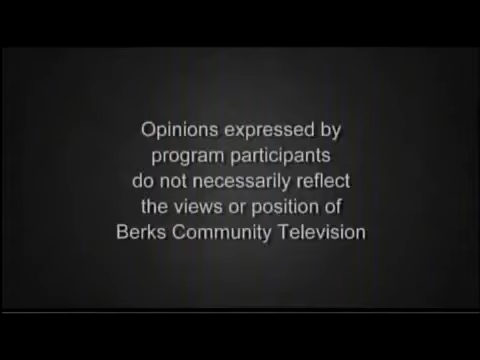 Opinions expressed by
program participants
do not necessarily reflect
the views or position of
Berks Community Television